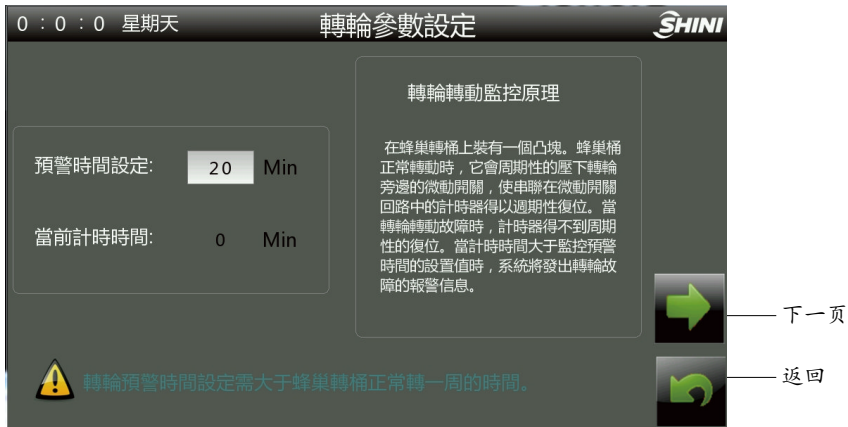 0 : 0 : 0 星期天
轉輪參數設定
SHINI
轉輪轉動監控原理
在蜂巢轉桶上裝有一個凸塊。蜂巢桶
正常轉動時，它會周期性的壓下轉輪
旁邊的微動開關，使串聯在微動開關
回路中的計時器得以週期性復位。當
轉輪轉動故障時，計時器得不到周期
性的復位。當計時時間大于監控預警
時間的設置值時，系統將發出轉輪故
障的報警信息。
預警時間設定: 20 Min
當前計時時間: 0 Min
下一页
轉輪預警時間設定需大于蜂巢轉桶正常轉一周的時間。
返回